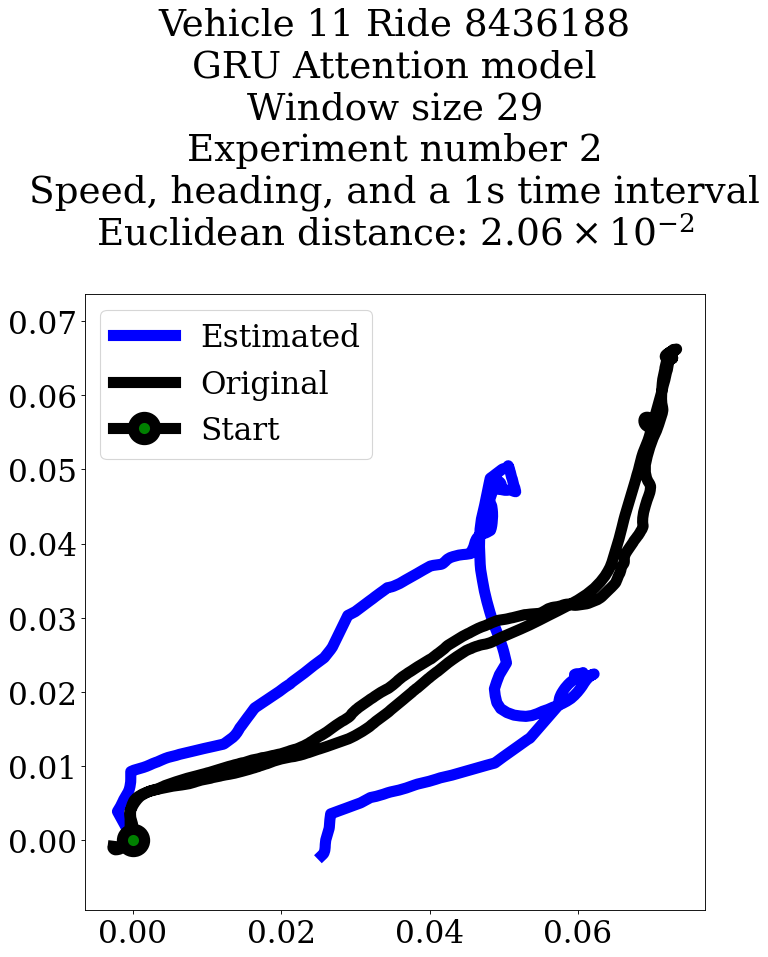 Vehicle 11 Ride 8436188
GRU Attention model
Window size 29
Experiment number 2
Speed, heading, and a 1s time interval
Euclidean distance: 2.06 × 10⁻²
0.07
0.06
0.05
0.04
0.03
0.02
0.01
0.00
Estimated
Original
Start
0.00 0.02 0.04 0.06